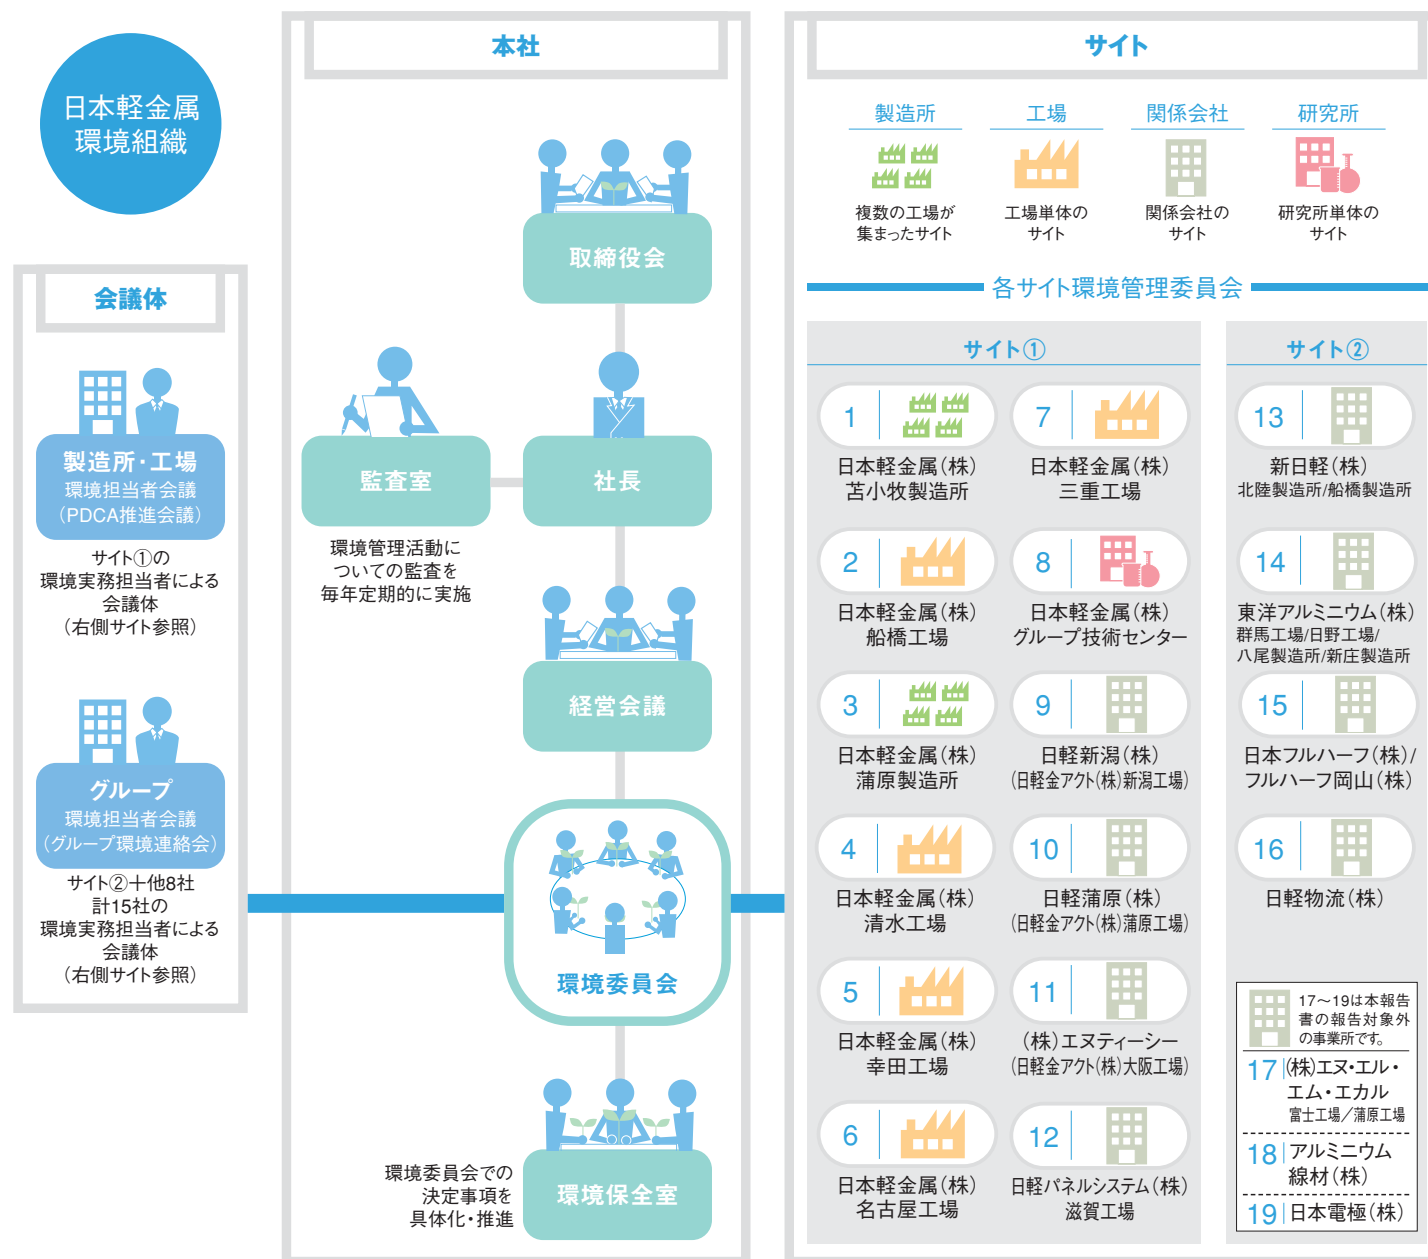 日本軽金属
環境組織
会議体
製造所・工場
環境担当者会議
（PDCA推進会議）
サイト①の
環境実務担当者による
会議体
（右側サイト参照）
グループ
環境担当者会議
（グループ環境連絡会）
サイト②＋他8社
計15社の
環境実務担当者による
会議体
（右側サイト参照）
本社
取締役会
監査室
社長
環境管理活動に
ついての監査を
毎年定期的に実施
経営会議
環境委員会
環境委員会での
決定事項を
具体化・推進
環境保全室
サイト
製造所
複数の工場が
集まったサイト
工場
工場単体の
サイト
関係会社
関係会社の
サイト
研究所
研究所単体の
サイト
各サイト環境管理委員会
サイト①
1
日本軽金属（株）
苫小牧製造所
2
日本軽金属（株）
船橋工場
3
日本軽金属（株）
蒲原製造所
4
日本軽金属（株）
清水工場
5
日本軽金属（株）
幸田工場
6
日本軽金属（株）
名古屋工場
7
日本軽金属（株）
三重工場
8
日本軽金属（株）
グループ技術センター
9
日軽新潟（株）
（日軽金アクト（株）新潟工場）
10
日軽蒲原（株）
（日軽金アクト（株）蒲原工場）
11
（株）エヌティーシー
（日軽金アクト（株）大阪工場）
12
日軽パネルシステム（株）
滋賀工場
サイト②
13
新日軽（株）
北陸製造所/船橋製造所
14
東洋アルミニウム（株）
群馬工場/日野工場/
八尾製造所/新庄製造所
15
日本フルハーフ（株）/
フルハーフ岡山（株）
16
日軽物流（株）
17～19は本報告
書の報告対象外
の事業所です。
17 （株）エヌ・エル・
エム・エカル
富士工場／蒲原工場
18 アルミニウム
線材（株）
19 日本電極（株）